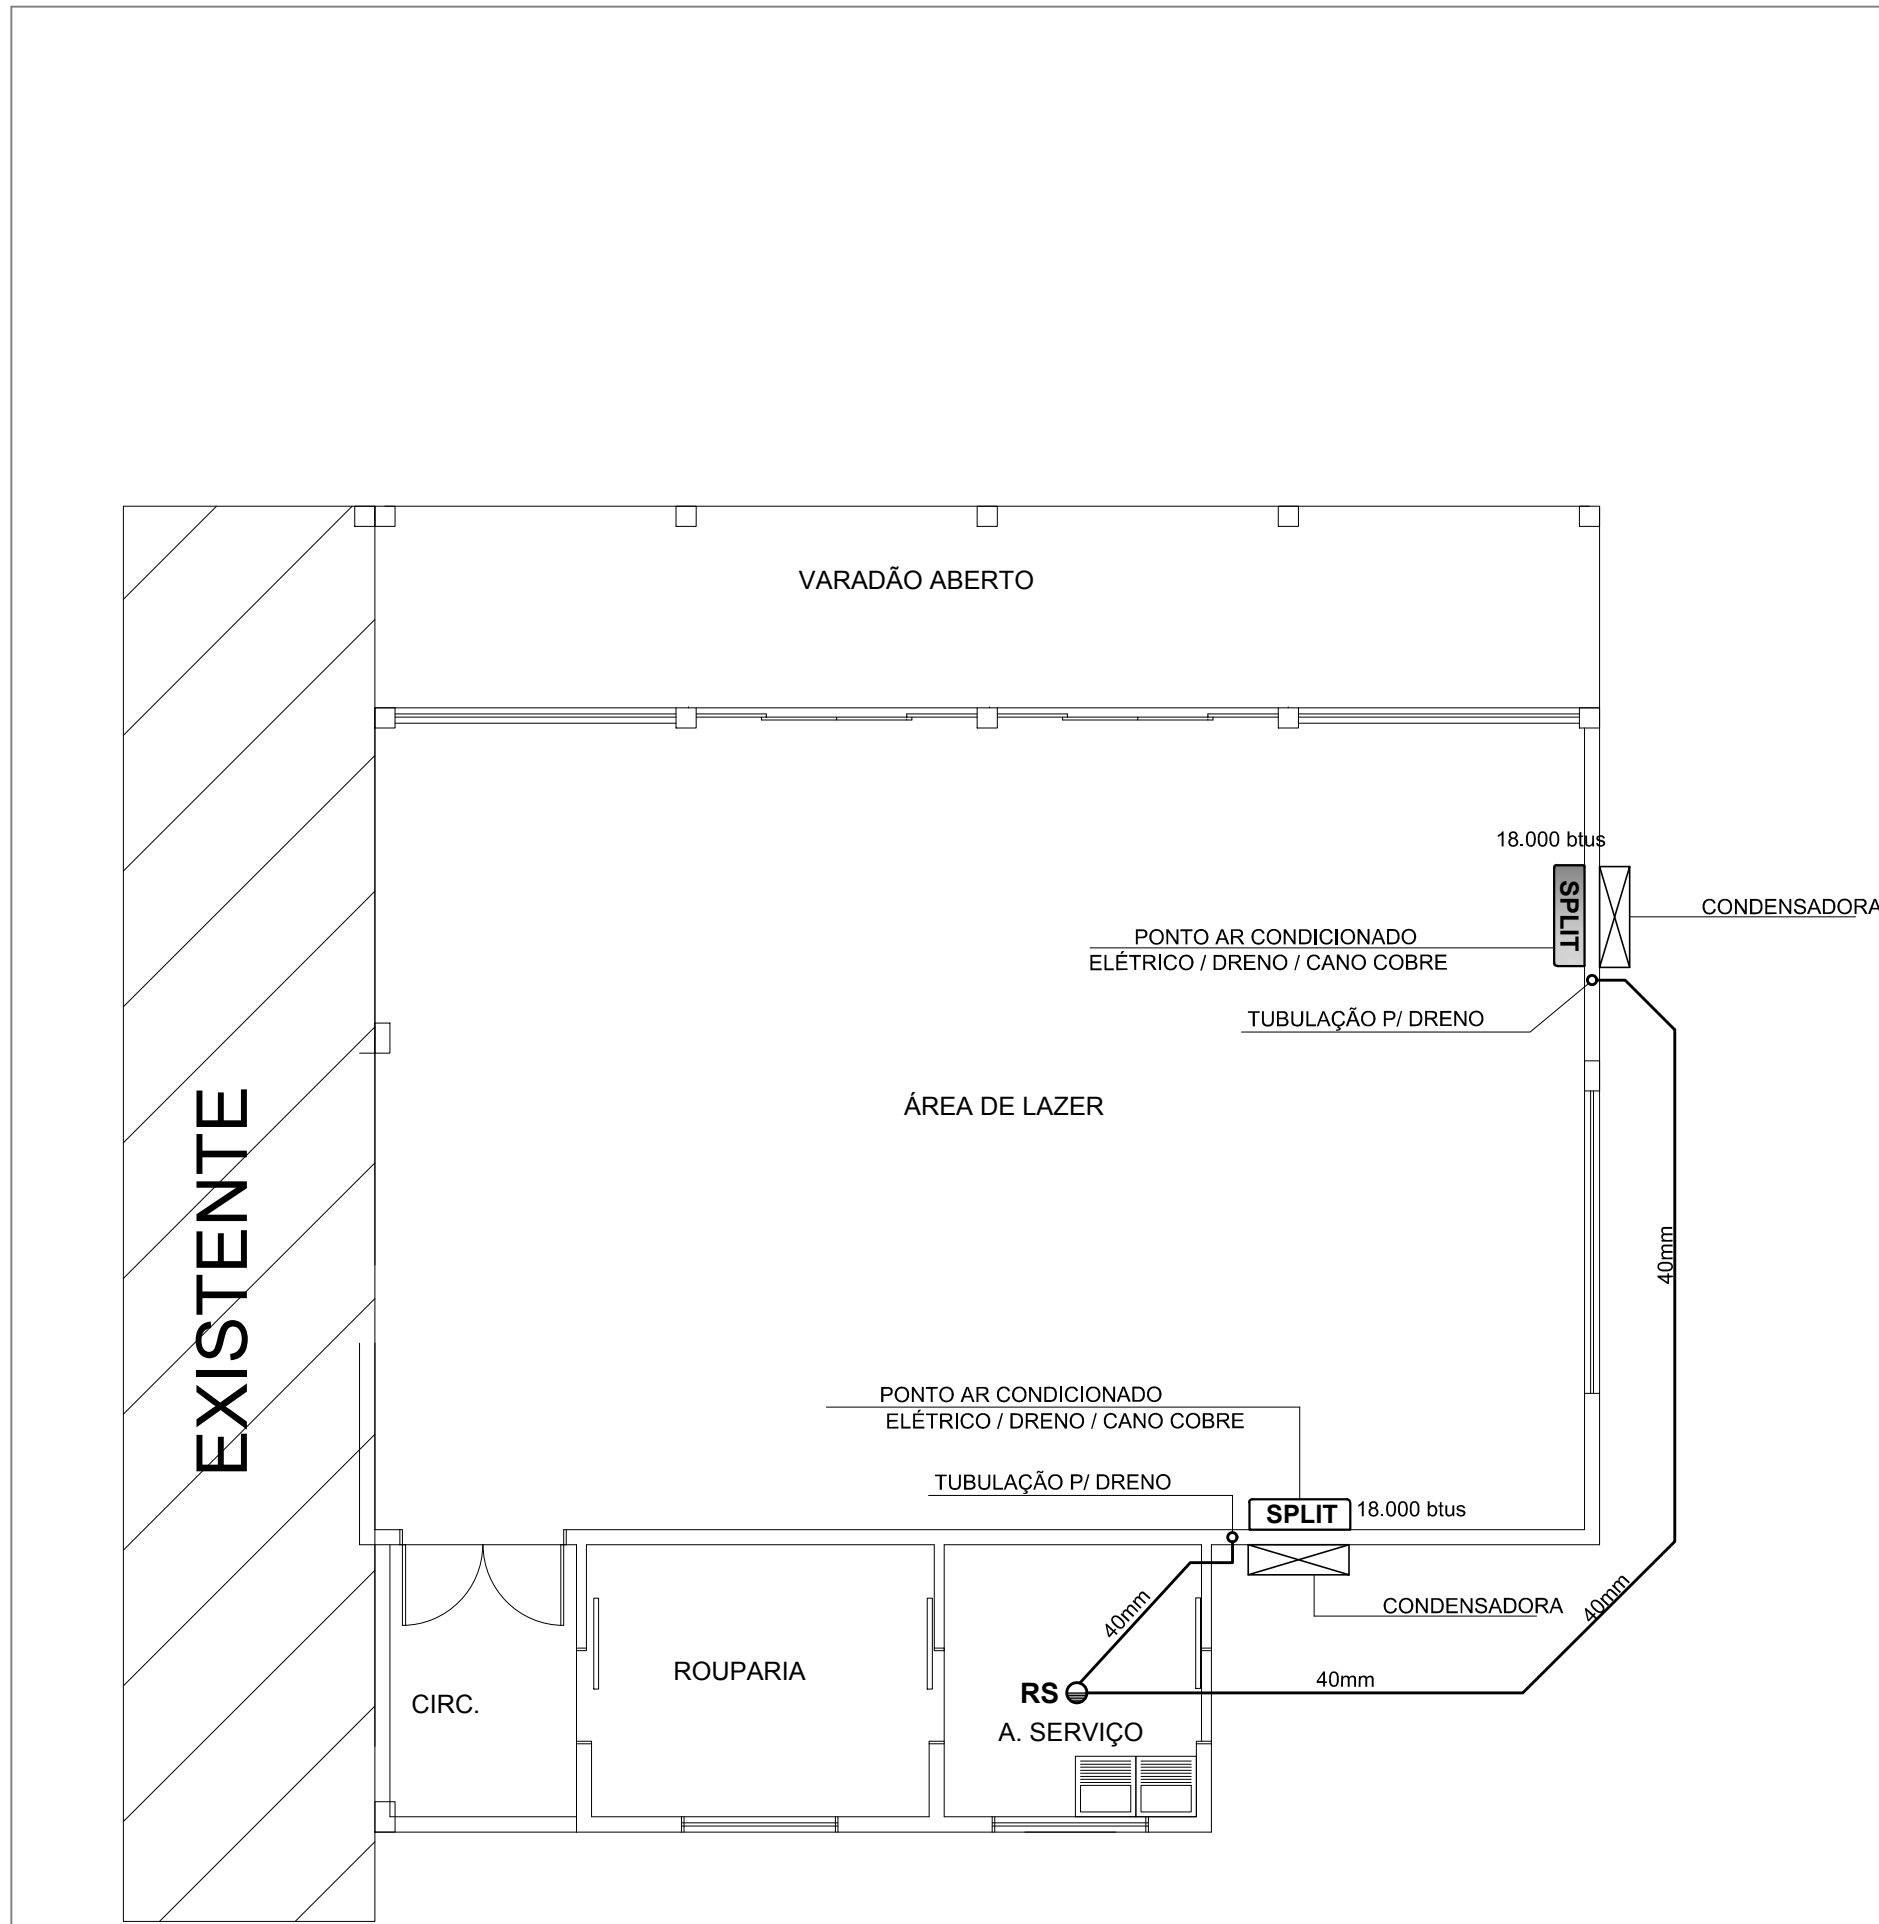 VARADÃO ABERTO
18.000 btus
SPLIT
CONDENSADORA
PONTO AR CONDICIONADO
ELÉTRICO / DRENO / CANO COBRE
TUBULAÇÃO P/ DRENO
ÁREA DE LAZER
EXISTENTE
40mm
PONTO AR CONDICIONADO
ELÉTRICO / DRENO / CANO COBRE
TUBULAÇÃO P/ DRENO
SPLIT
18.000 btus
CONDENSADORA
40mm
40mm
ROUPARIA
RS
40mm
CIRC.
A. SERVIÇO